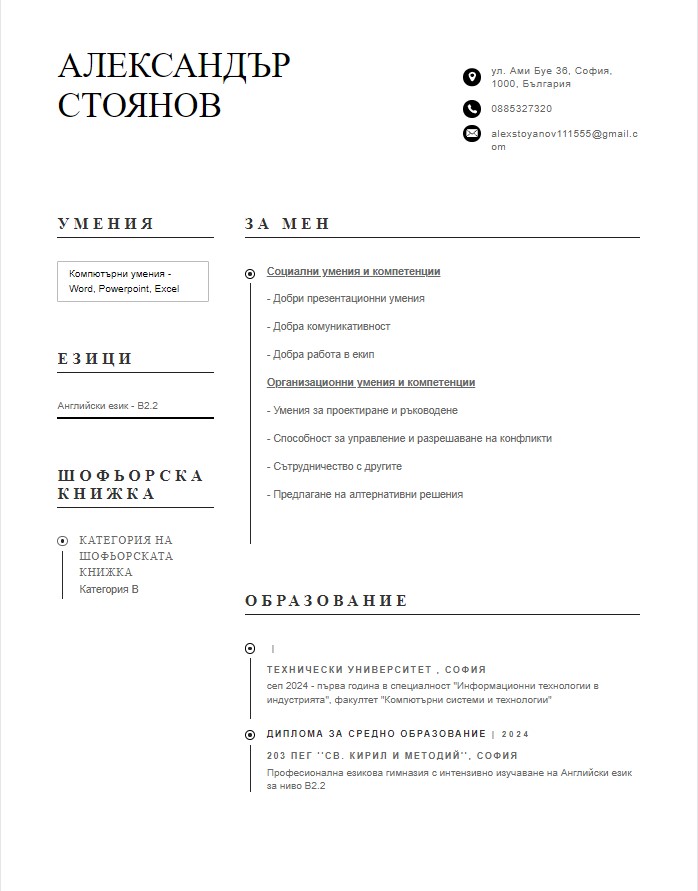 АЛЕКСАНДЪР
СТОЯНОВ
ул. Ами Буе 36, София,
1000, България
0885327320
alexstoyanov111555@gmail.c
om
УМЕНИЯ
Компютърни умения -
Word, Powerpoint, Excel
ЕЗИЦИ
Английски език - B2.2
ШОФЬОРСКА
КНИЖКА
КАТЕГОРИЯ НА
ШОФЬОРСКАТА
КНИЖКА
Категория B
ЗА МЕН
Социални умения и компетенции
- Добри презентационни умения
- Добра комуникативност
- Добра работа в екип
Организационни умения и компетенции
- Умения за проектиране и ръководене
- Способност за управление и разрешаване на конфликти
- Сътрудничество с другите
- Предлагане на алтернативни решения
ОБРАЗОВАНИЕ
|
ТЕХНИЧЕСКИ УНИВЕРСИТЕТ , СОФИЯ
сеп 2024 - първа година в специалност "Информационни технологии в
индустрията", факултет "Компютърни системи и технологии"
ДИПЛОМА ЗА СРЕДНО ОБРАЗОВАНИЕ | 2024
203 ПЕГ ''СВ. КИРИЛ И МЕТОДИЙ'', СОФИЯ
Професионална езикова гимназия с интензивно изучаване на Английски език
за ниво B2.2